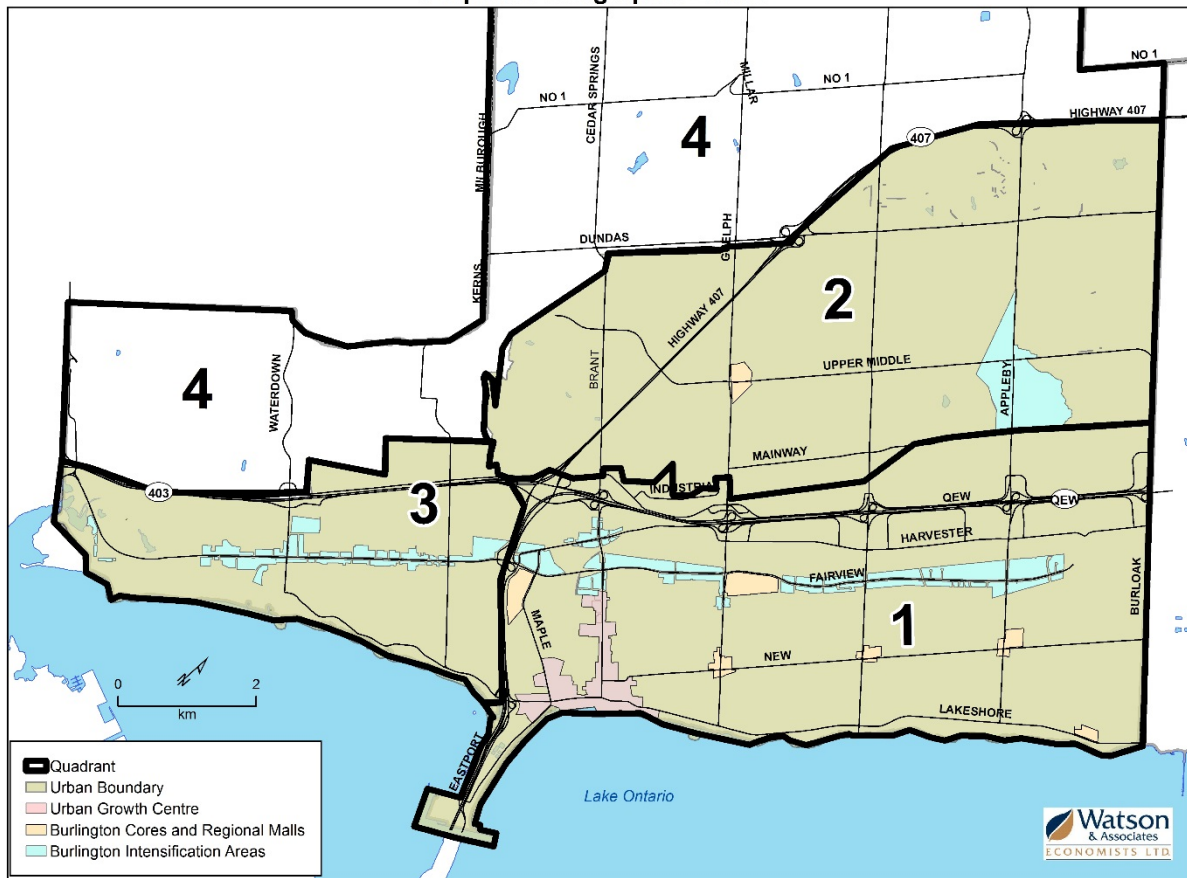 NO 1
MILLAR
NO 1
CEDAR SPRINGS
HIGHWAY 407
407
MILBOROUGH
4
DUNDAS
GUELPH
KERNS
HIGHWAY 407
2
WATERDOWN
4
BRANT
UPPER MIDDLE
APPLEBY
MAINWAY
403
3
INDUSTRIAL
QEW
QEW
HARVESTER
FAIRVIEW
BURLOAK
MAPLE
1
NEW
N
0 2
km
LAKESHORE
EASTPORT
Lake Ontario
Quadrant
Urban Boundary
Urban Growth Centre
Burlington Cores and Regional Malls
Burlington Intensification Areas
Watson
& Associates
ECONOMISTS LTD.